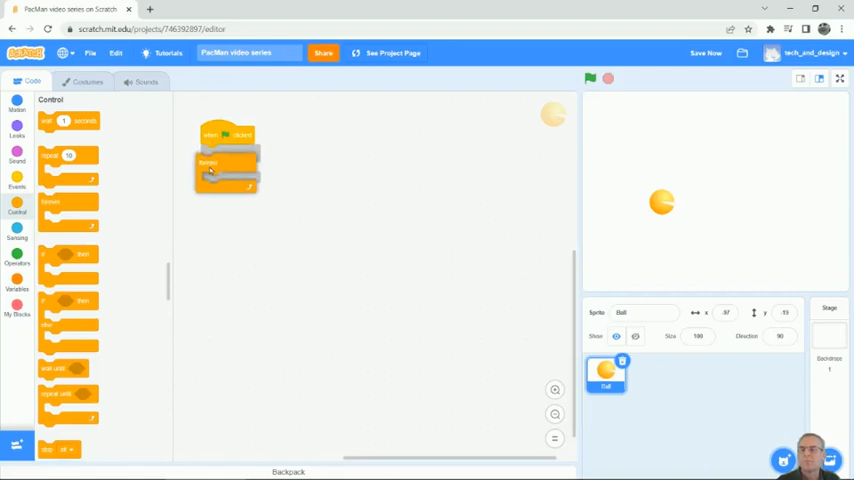 PacMan video series on Scratch
scratch.mit.edu/projects/746392897/editor
SCRATCH
File
Edit
Tutorials
PacMan video series
Share
See Project Page
Save Now
tech_and_design
Code
Costumes
Sounds
Motion
Looks
Sound
Events
Control
Sensing
Operators
Variables
My Blocks
Control
wait 1 seconds
repeat 10
forever
if then
if then
else
wait until
repeat until
stop all
when clicked
forever
Sprite
Ball
x
-97
y
-19
Show
Size
100
Direction
90
Ball
Stage
Backdrops
1
Backpack